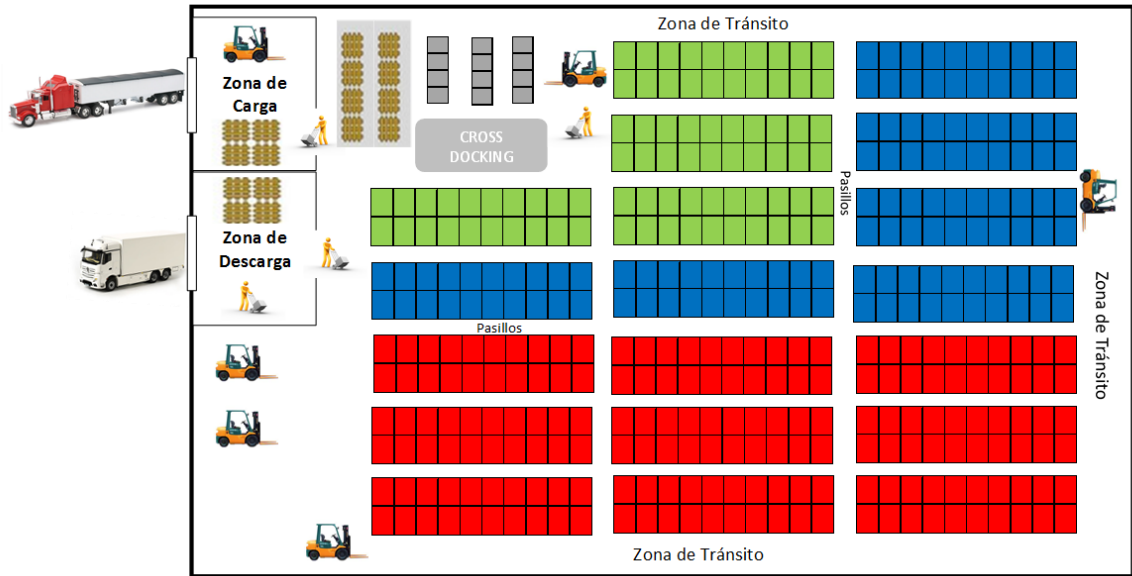 Zona de Tránsito
Zona de
Carga
CROSS
DOCKING
Pasillos
Zona de
Descarga
Zona de Tránsito
Pasillos
Zona de Tránsito